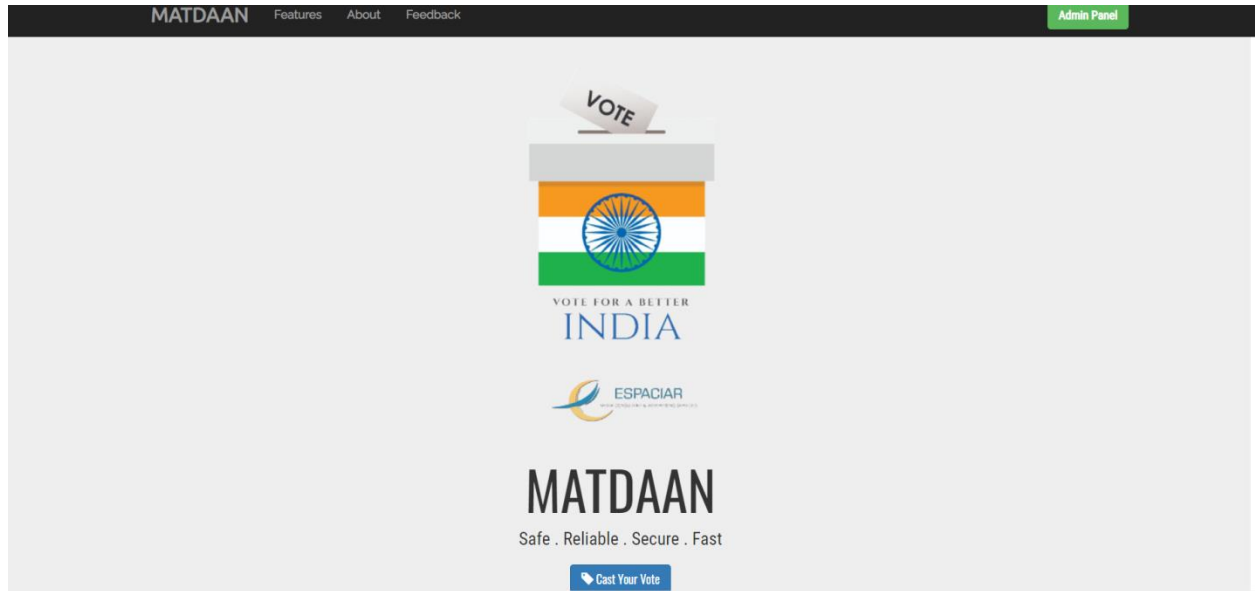 MATDAAN Features About Feedback Admin Panel
VOTE
VOTE FOR A BETTER
INDIA
ESPACIAR
MATDAAN
Safe . Reliable . Secure . Fast
Cast Your Vote